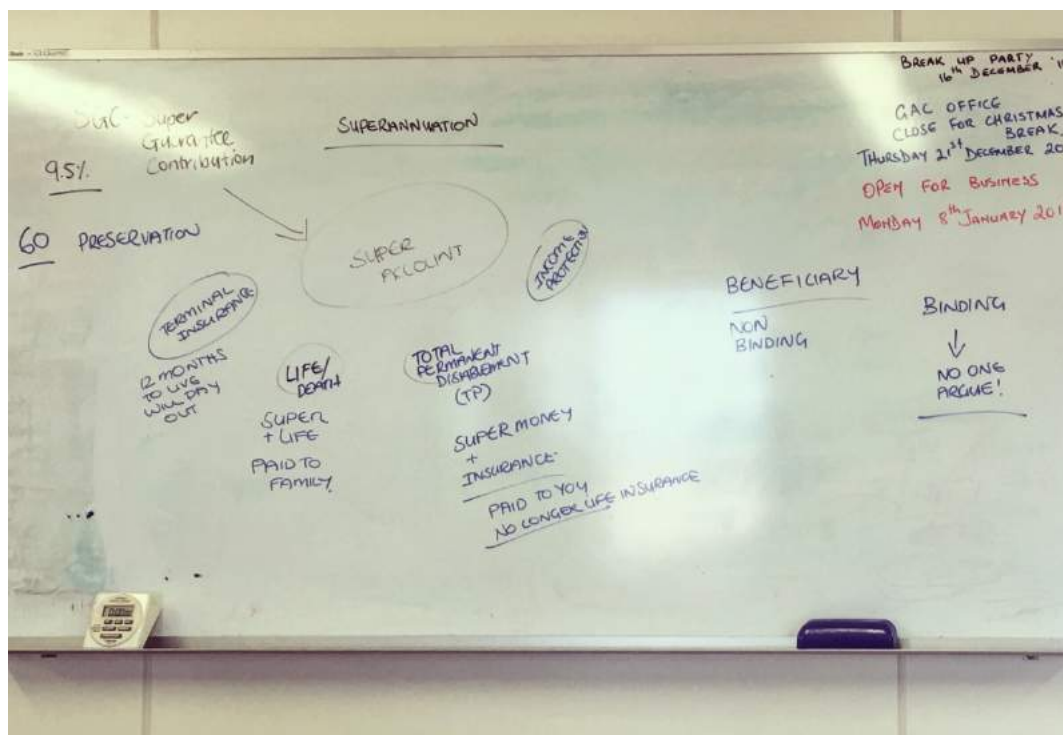 SGC - Super
Gurantee
Contribution
9.5%
60 PRESERVATION
SUPERANNUATION
SUPER
ACCOUNT
INCOME
PROTECTION
TERMINAL
INSURANCE
12 MONTHS
TO LIVE
WILL PAY
OUT
LIFE/
DEATH
SUPER
+ LIFE
PAID TO
FAMILY.
TOTAL
PERMANENT
DISABLEMENT
(TP)
SUPER MONEY
+
INSURANCE.
PAID TO YOU
NO LONGER LIFE INSURANCE
BENEFICIARY
NON
BINDING
BINDING
NO ONE
ARGUE!
BREAK UP PARTY
16th DECEMBER
GAC OFFICE
CLOSE FOR CHRISTMAS
BREAK
THURSDAY 21st DECEMBER 20
OPEN FOR BUSINESS
MONDAY 8th JANUARY 201